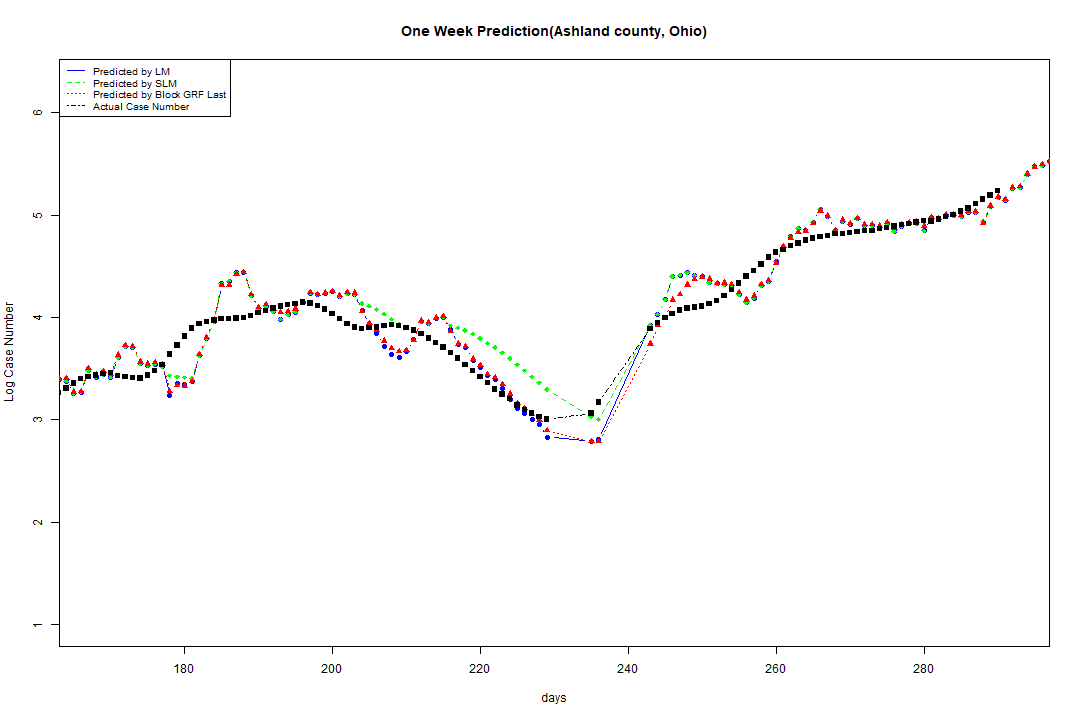 One Week Prediction(Ashland county, Ohio)
Predicted by LM
Predicted by SLM
Predicted by Block GRF Last
Actual Case Number
6
5
4
3
2
1
Log Case Number
180 200 220 240 260 280
days